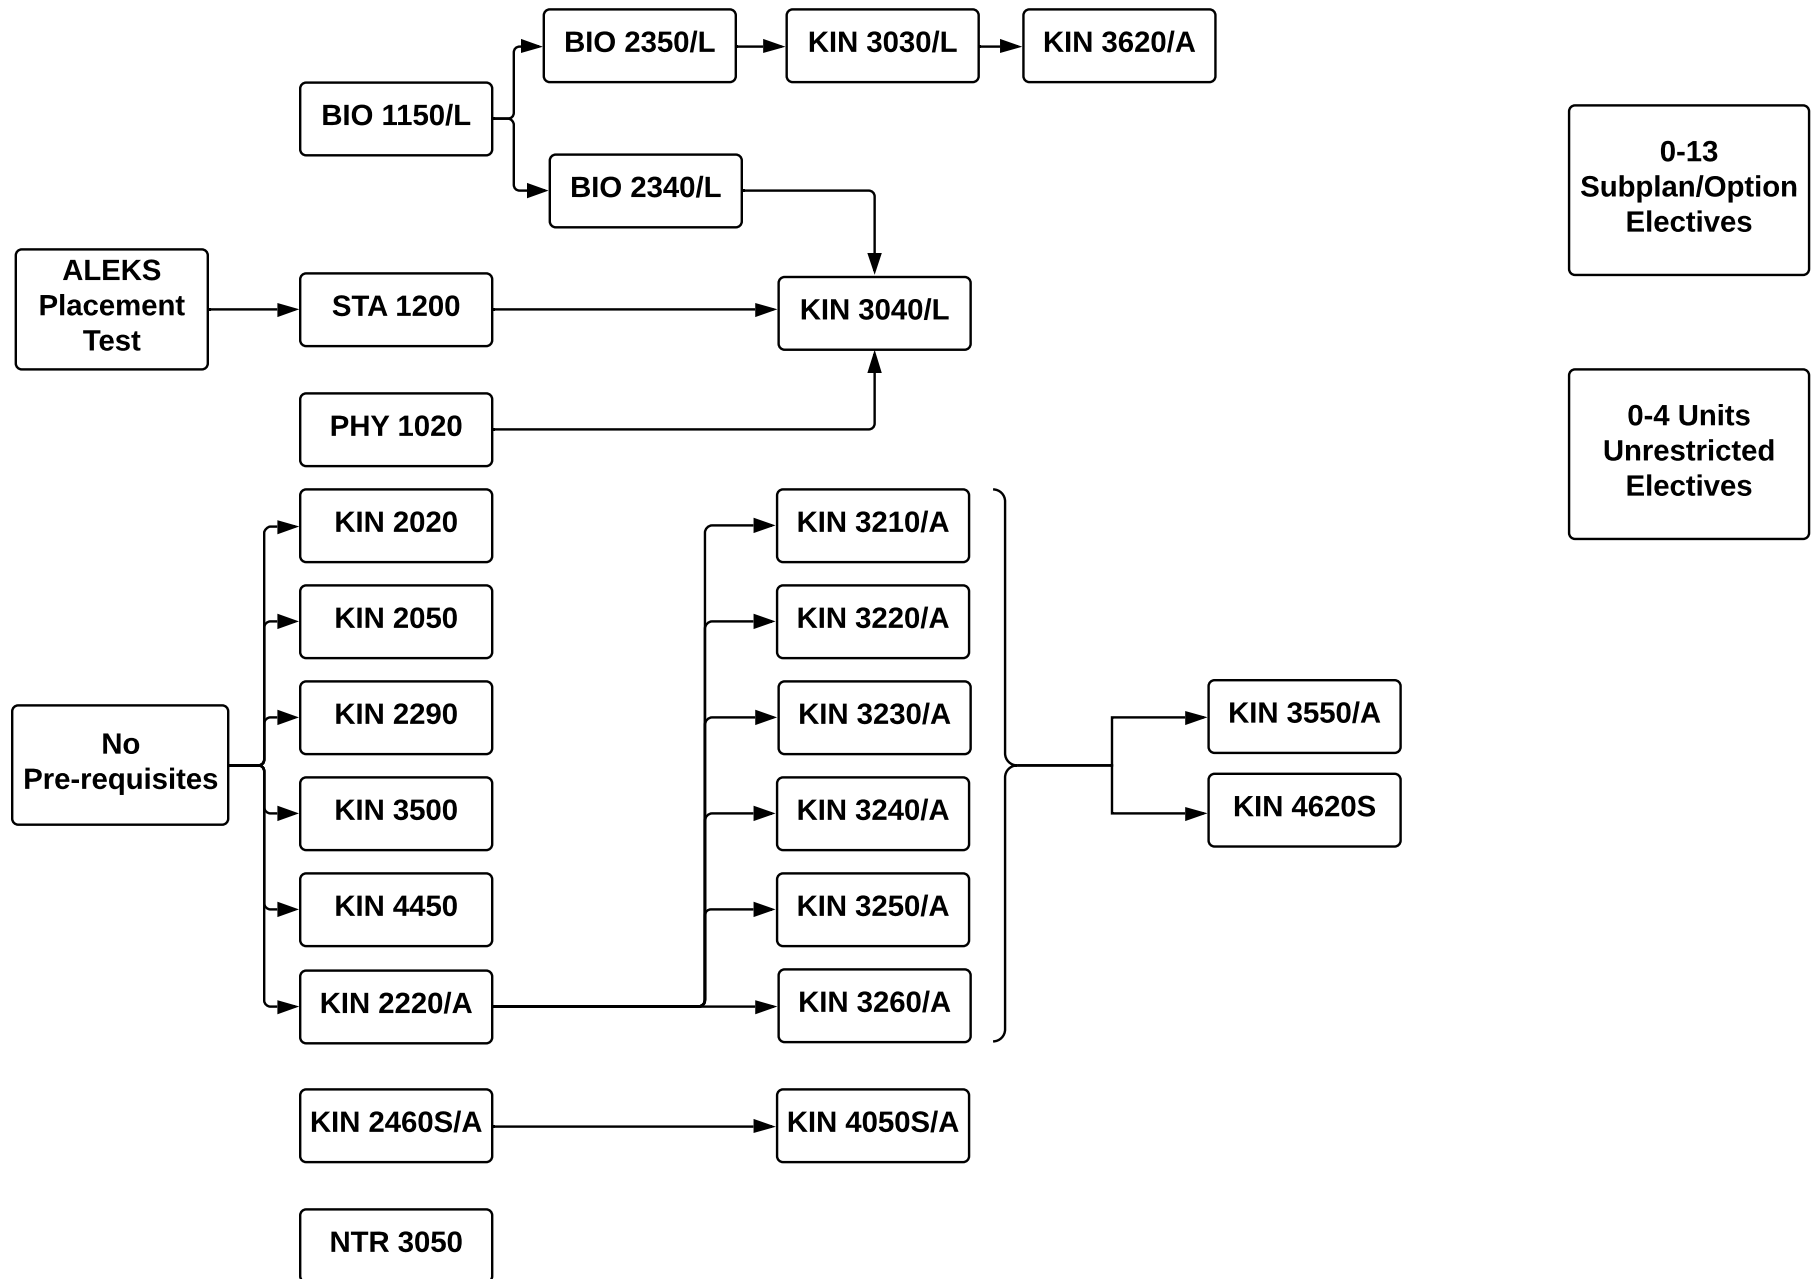 BIO 2350/L
KIN 3030/L
KIN 3620/A
BIO 1150/L
0-13
Subplan/Option
Electives
BIO 2340/L
ALEKS
Placement
Test
STA 1200
KIN 3040/L
PHY 1020
0-4 Units
Unrestricted
Electives
KIN 2020
KIN 3210/A
KIN 2050
KIN 3220/A
KIN 2290
KIN 3230/A
KIN 3550/A
No
Pre-requisites
KIN 3500
KIN 3240/A
KIN 4620S
KIN 4450
KIN 3250/A
KIN 2220/A
KIN 3260/A
KIN 2460S/A
KIN 4050S/A
NTR 3050